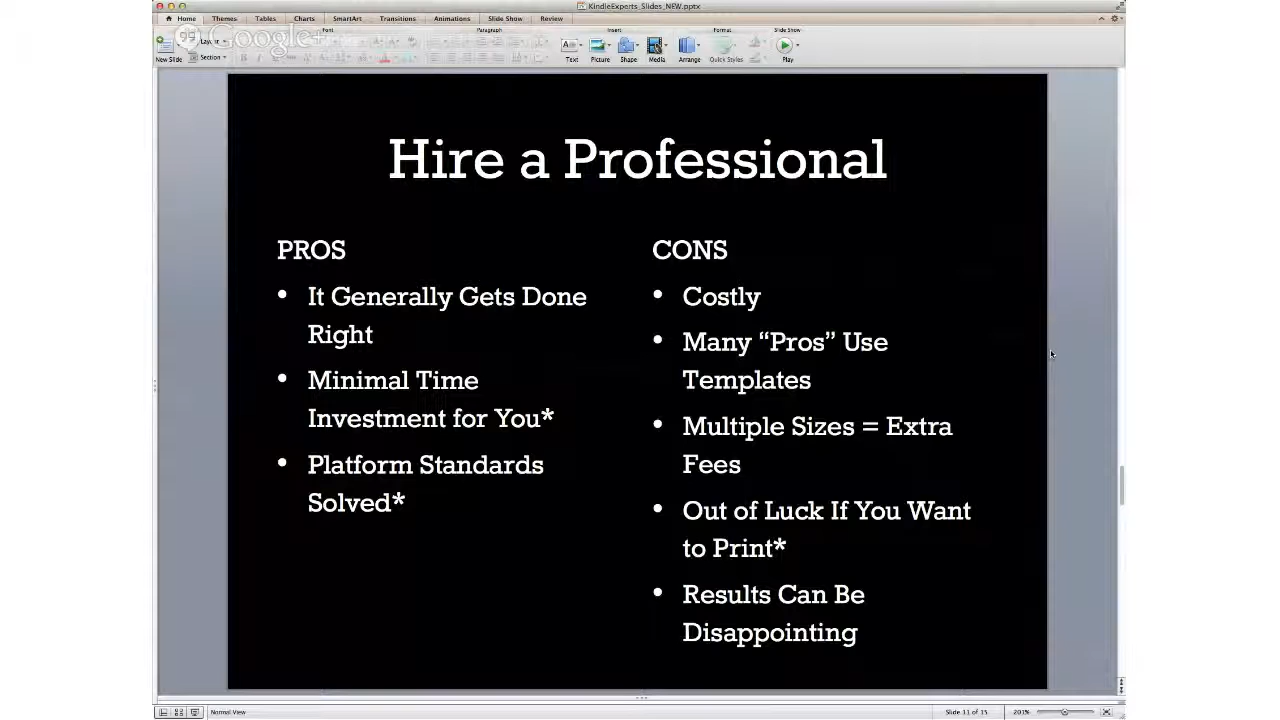 KindleExperts_Slides_NEW.pptx
Home Themes Tables Charts SmartArt Transitions Animations Slide Show Review
Font Paragraph Insert Format Slide Show
Google+
New Slide Section Text Picture Shape Media Arrange Quick Styles Play
Hire a Professional
PROS
• It Generally Gets Done
Right
• Minimal Time
Investment for You*
• Platform Standards
Solved*
CONS
• Costly
• Many “Pros” Use
Templates
• Multiple Sizes = Extra
Fees
• Out of Luck If You Want
to Print*
• Results Can Be
Disappointing
Normal View Slide 11 of 15 201%